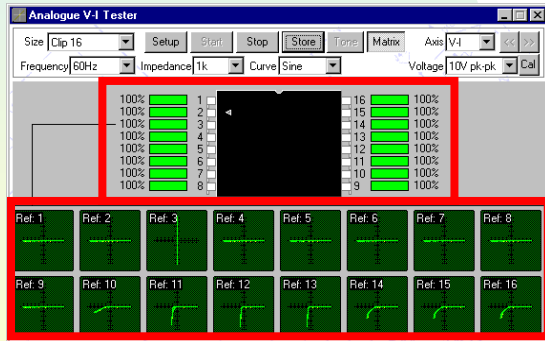 Analogue V-I Tester
Size Clip 16 Setup Start Stop Store Tone Matrix Axis V-I << >>
Frequency 60Hz Impedance 1k Curve Sine Voltage 10V pk-pk Cal
100% 1 16 100%
100% 2 15 100%
100% 3 14 100%
100% 4 13 100%
100% 5 12 100%
100% 6 11 100%
100% 7 10 100%
100% 8 9 100%
Ref: 1 Ref: 2 Ref: 3 Ref: 4 Ref: 5 Ref: 6 Ref: 7 Ref: 8
Ref: 9 Ref: 10 Ref: 11 Ref: 12 Ref: 13 Ref: 14 Ref: 15 Ref: 16